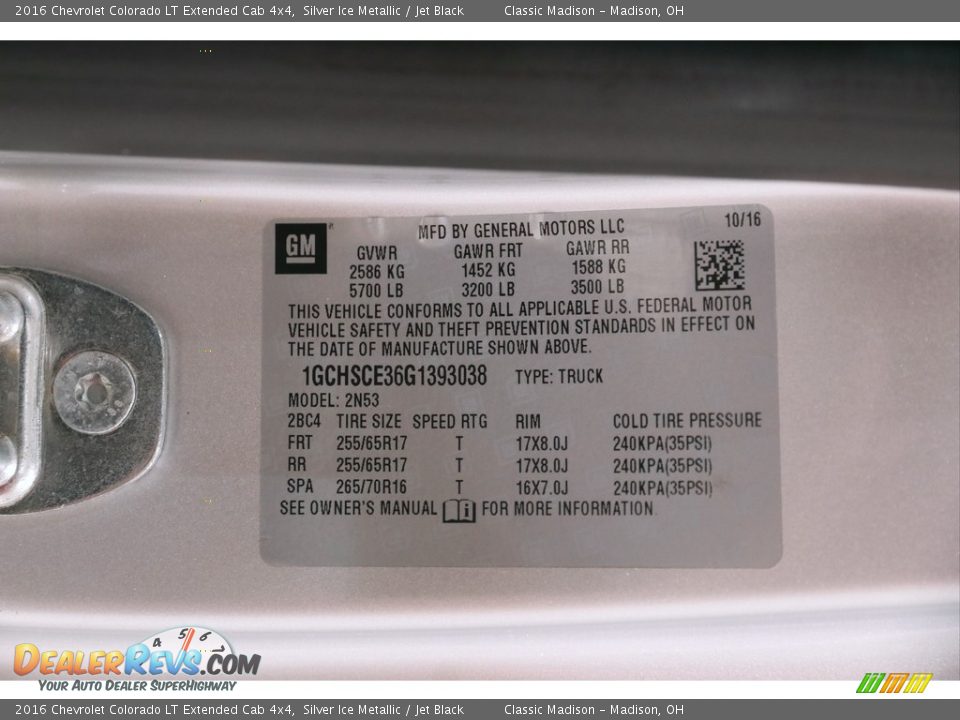 2016 Chevrolet Colorado LT Extended Cab 4x4, Silver Ice Metallic / Jet Black Classic Madison - Madison, OH
GM
MFD BY GENERAL MOTORS LLC 10/16
GVWR GAWR FRT GAWR RR
2586 KG 1452 KG 1588 KG
5700 LB 3200 LB 3500 LB
THIS VEHICLE CONFORMS TO ALL APPLICABLE U.S. FEDERAL MOTOR
VEHICLE SAFETY AND THEFT PREVENTION STANDARDS IN EFFECT ON
THE DATE OF MANUFACTURE SHOWN ABOVE.
1GCHSCE36G1393038 TYPE: TRUCK
MODEL: 2N53
2BC4 TIRE SIZE SPEED RTG RIM COLD TIRE PRESSURE
FRT 255/65R17 T 17X8.0J 240KPA(35PSI)
RR 255/65R17 T 17X8.0J 240KPA(35PSI)
SPA 265/70R16 T 16X7.0J 240KPA(35PSI)
SEE OWNER'S MANUAL i FOR MORE INFORMATION
4 5 6 7
DEALERREVS.COM
YOUR AUTO DEALER SUPERHIGHWAY
2016 Chevrolet Colorado LT Extended Cab 4x4, Silver Ice Metallic / Jet Black Classic Madison - Madison, OH